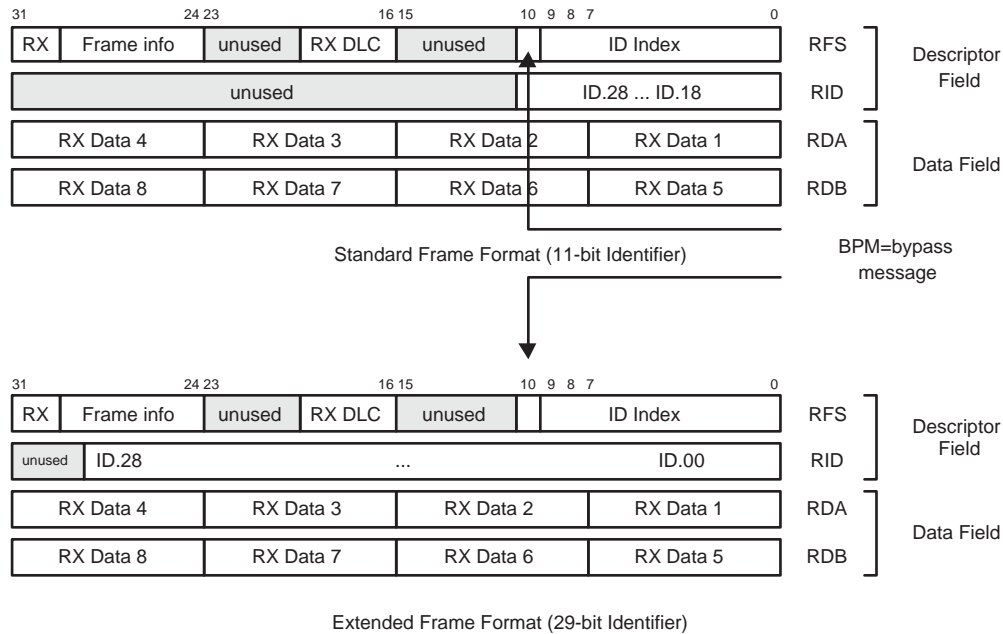 31 24 23 16 15 10 9 8 7 0
RX Frame info unused RX DLC unused ID Index RFS
unused ID.28 ... ID.18 RID
Descriptor
Field
RX Data 4 RX Data 3 RX Data 2 RX Data 1 RDA
RX Data 8 RX Data 7 RX Data 6 RX Data 5 RDB
Data Field
Standard Frame Format (11-bit Identifier)
BPM=bypass
message
31 24 23 16 15 10 9 8 7 0
RX Frame info unused RX DLC unused ID Index RFS
unused ID.28 ... ID.00 RID
Descriptor
Field
RX Data 4 RX Data 3 RX Data 2 RX Data 1 RDA
RX Data 8 RX Data 7 RX Data 6 RX Data 5 RDB
Data Field
Extended Frame Format (29-bit Identifier)